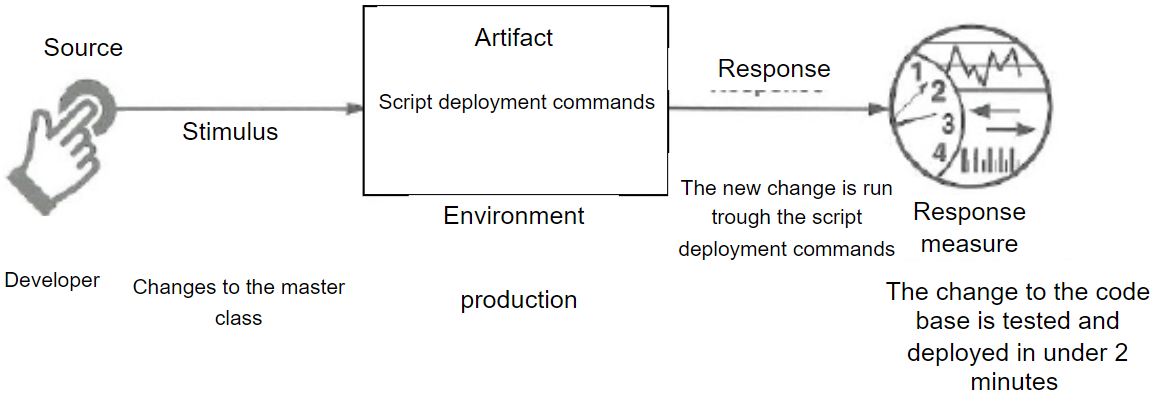 Source
Developer
Stimulus
Changes to the master
class
Artifact
Script deployment commands
Environment
production
Response
The new change is run
trough the script
deployment commands
1
2
3
4
Response
measure
The change to the code
base is tested and
deployed in under 2
minutes